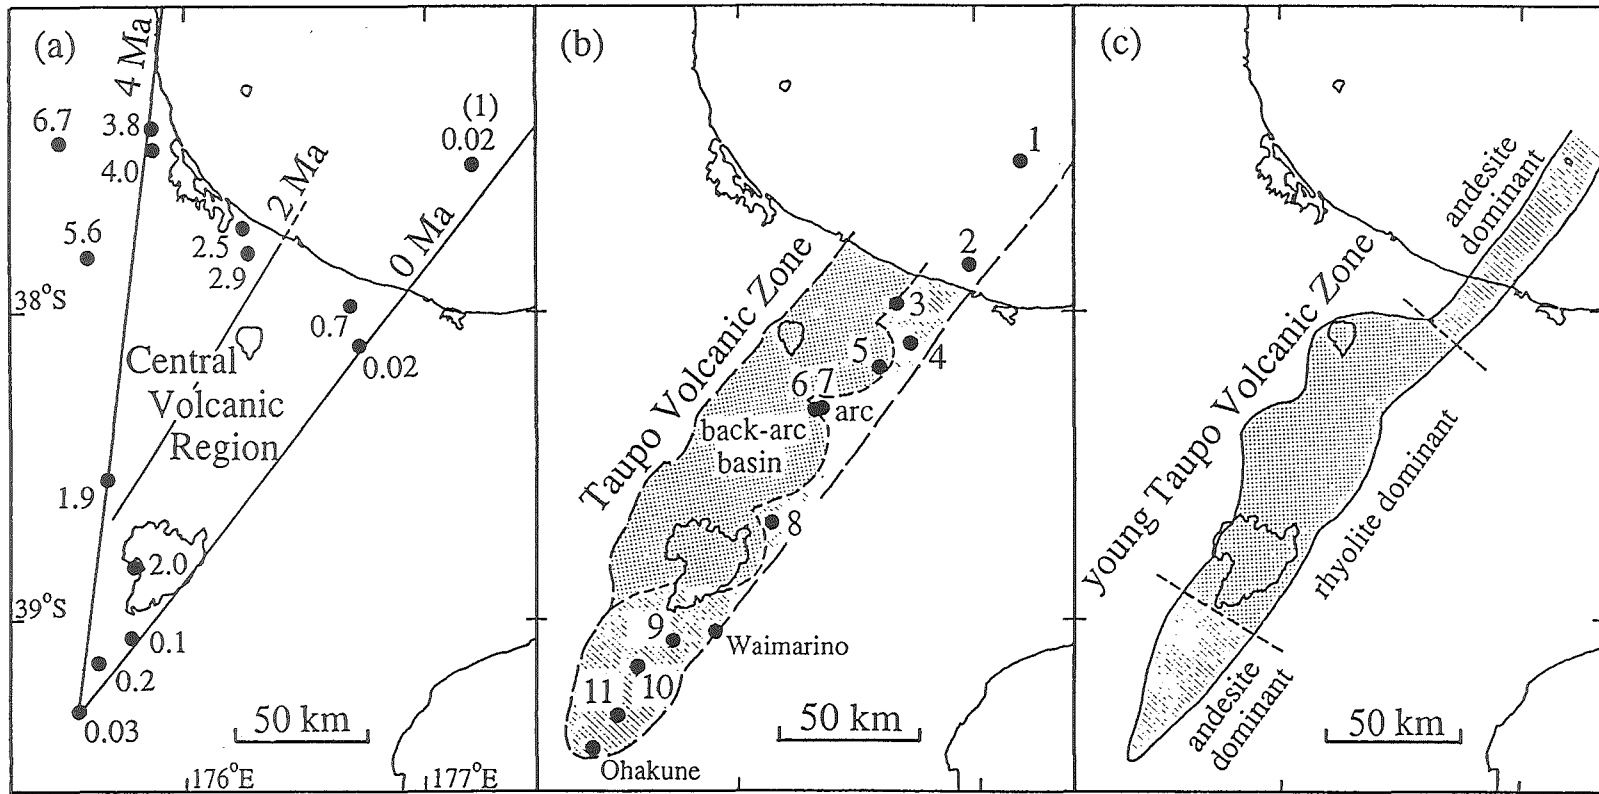 (a)
4 Ma
6.7
3.8
4.0
(1)
0.02
2 Ma
5.6
2.5
2.9
0 Ma
38°S
0.7
0.02
Central
Volcanic
Region
1.9
2.0
39°S
0.1
0.2
0.03
50 km
176°E
177°E
(b)
1
2
Taupo Volcanic Zone
3
4
5
6
7
arc
back-arc
basin
8
9
Waimarino
10
11
50 km
Ohakune
(c)
andesite
dominant
young Taupo Volcanic Zone
rhyolite dominant
andesite
dominant
50 km